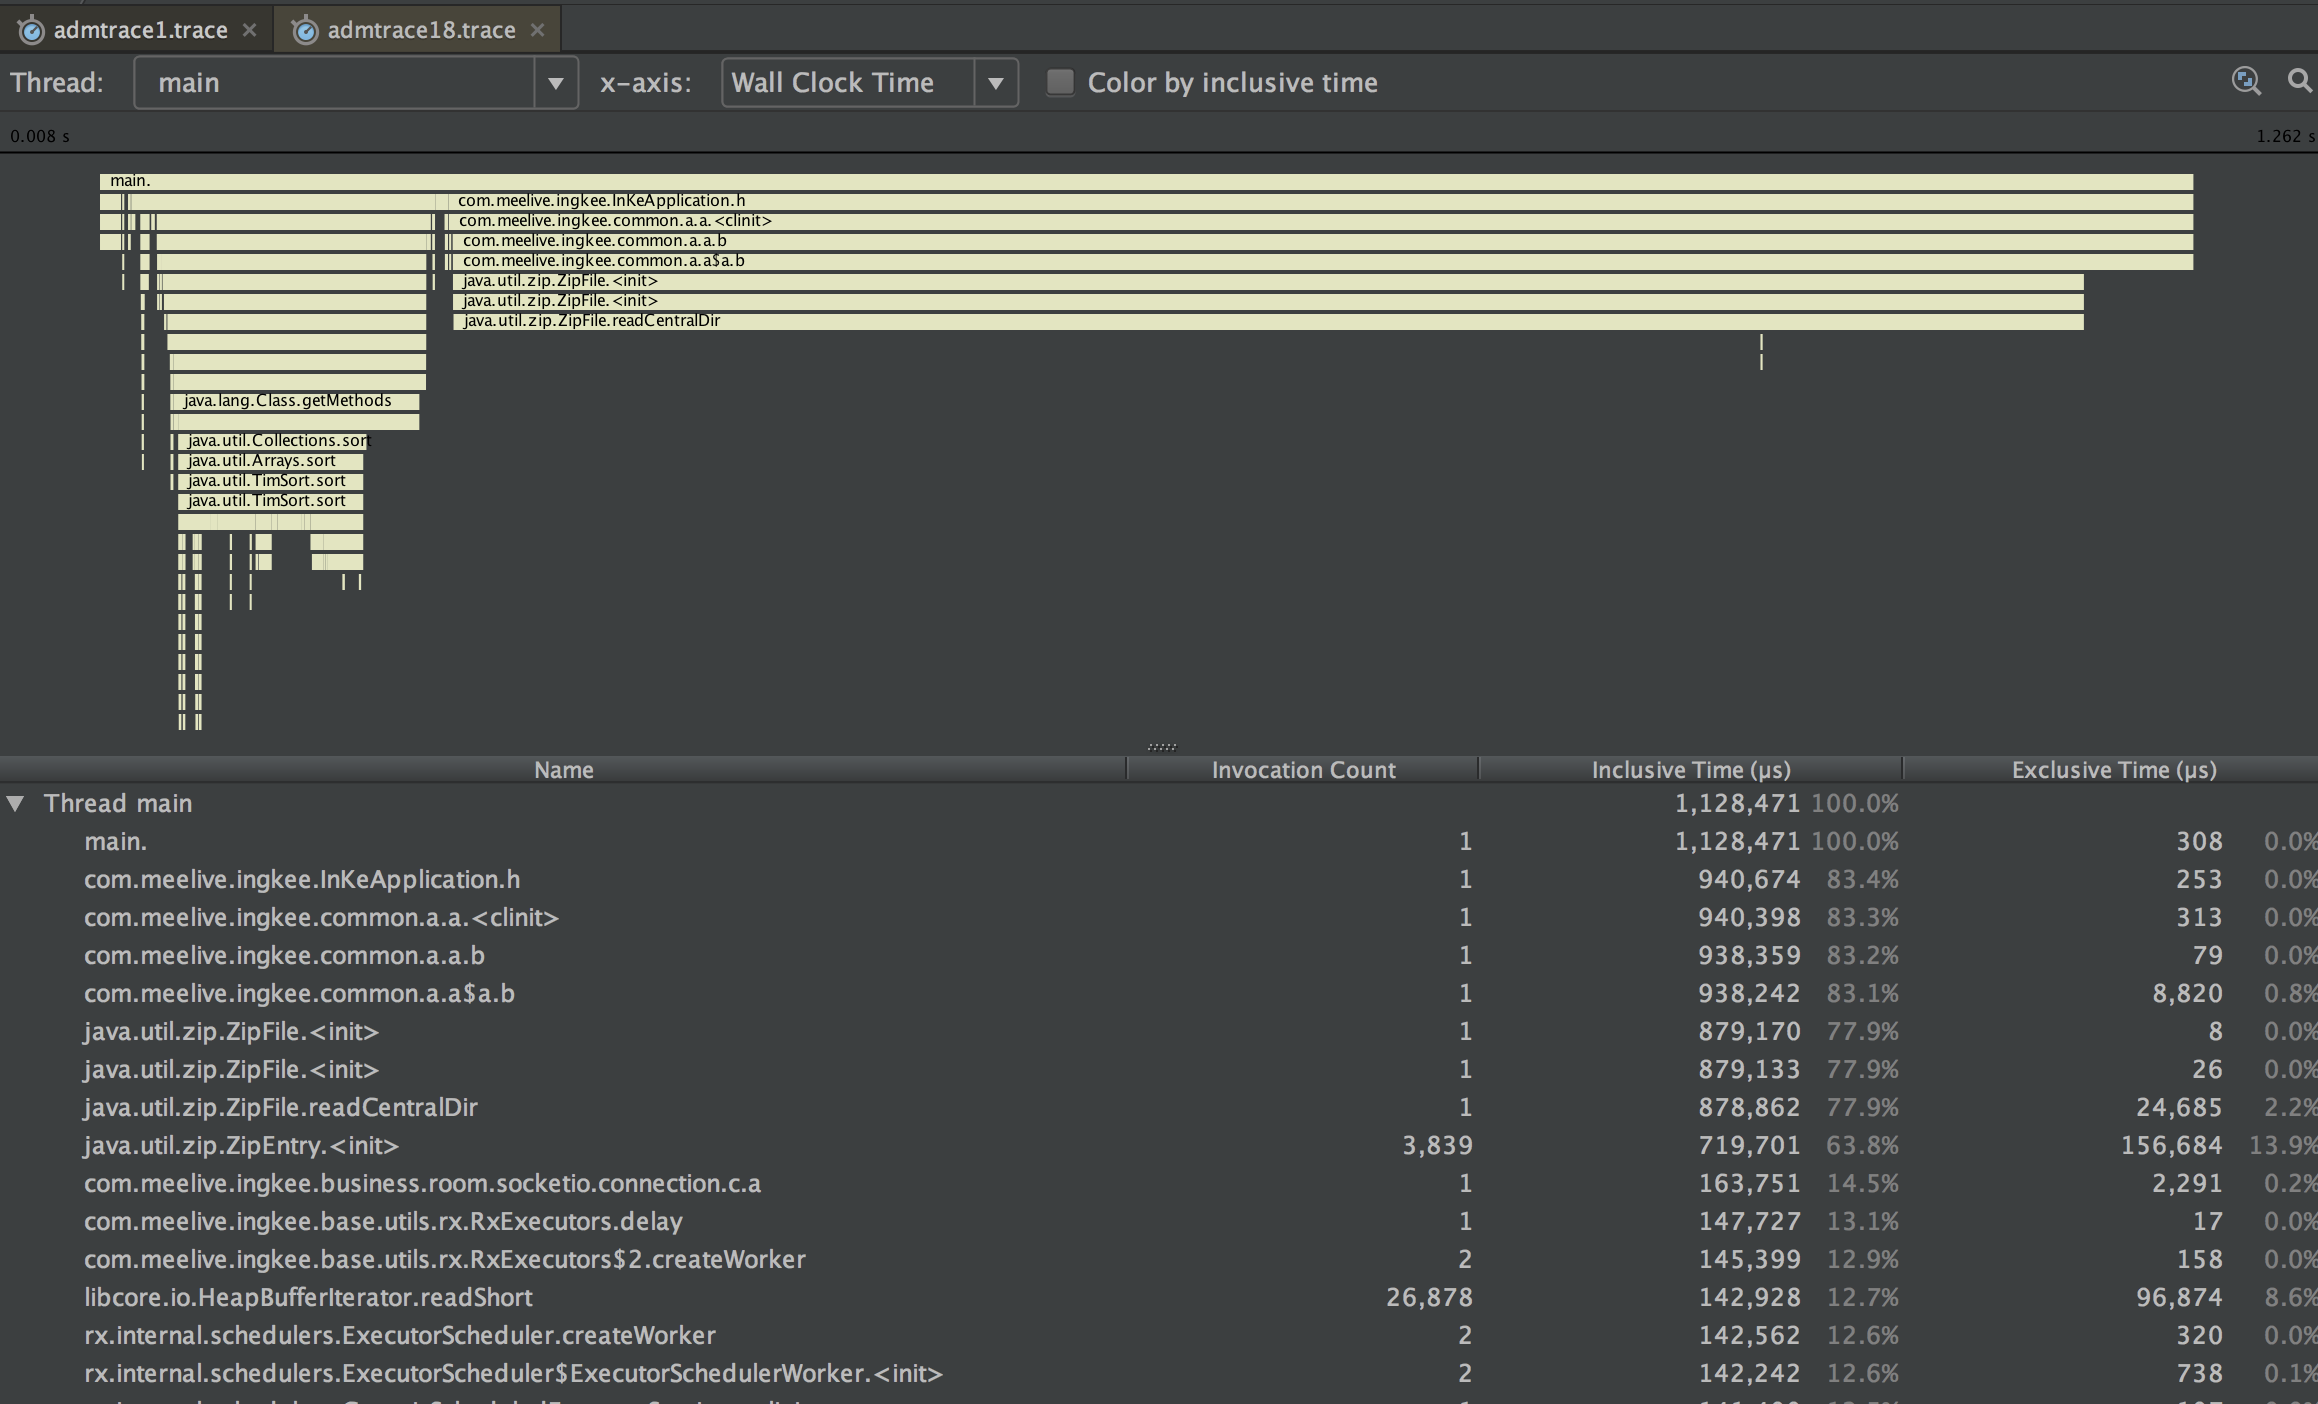 admtrace1.trace admtrace18.trace
Thread: main x-axis: Wall Clock Time Color by inclusive time
0.008 s 1.262 s
main.
com.meelive.ingkee.InKeApplication.h
com.meelive.ingkee.common.a.a.<clinit>
com.meelive.ingkee.common.a.a.b
com.meelive.ingkee.common.a.a$a.b
java.util.zip.ZipFile.<init>
java.util.zip.ZipFile.<init>
java.util.zip.ZipFile.readCentralDir
java.lang.Class.getMethods
java.util.Collections.sort
java.util.Arrays.sort
java.util.TimSort.sort
java.util.TimSort.sort
Name Invocation Count Inclusive Time (µs) Exclusive Time (µs)
Thread main 1,128,471 100.0%
main. 1 1,128,471 100.0% 308 0.0%
com.meelive.ingkee.InKeApplication.h 1 940,674 83.4% 253 0.0%
com.meelive.ingkee.common.a.a.<clinit> 1 940,398 83.3% 313 0.0%
com.meelive.ingkee.common.a.a.b 1 938,359 83.2% 79 0.0%
com.meelive.ingkee.common.a.a$a.b 1 938,242 83.1% 8,820 0.8%
java.util.zip.ZipFile.<init> 1 879,170 77.9% 8 0.0%
java.util.zip.ZipFile.<init> 1 879,133 77.9% 26 0.0%
java.util.zip.ZipFile.readCentralDir 1 878,862 77.9% 24,685 2.2%
java.util.zip.ZipEntry.<init> 3,839 719,701 63.8% 156,684 13.9%
com.meelive.ingkee.business.room.socketio.connection.c.a 1 163,751 14.5% 2,291 0.2%
com.meelive.ingkee.base.utils.rx.RxExecutors.delay 1 147,727 13.1% 17 0.0%
com.meelive.ingkee.base.utils.rx.RxExecutors$2.createWorker 2 145,399 12.9% 158 0.0%
libcore.io.HeapBufferIterator.readShort 26,878 142,928 12.7% 96,874 8.6%
rx.internal.schedulers.ExecutorScheduler.createWorker 2 142,562 12.6% 320 0.0%
rx.internal.schedulers.ExecutorScheduler$ExecutorSchedulerWorker.<init> 2 142,242 12.6% 738 0.1%